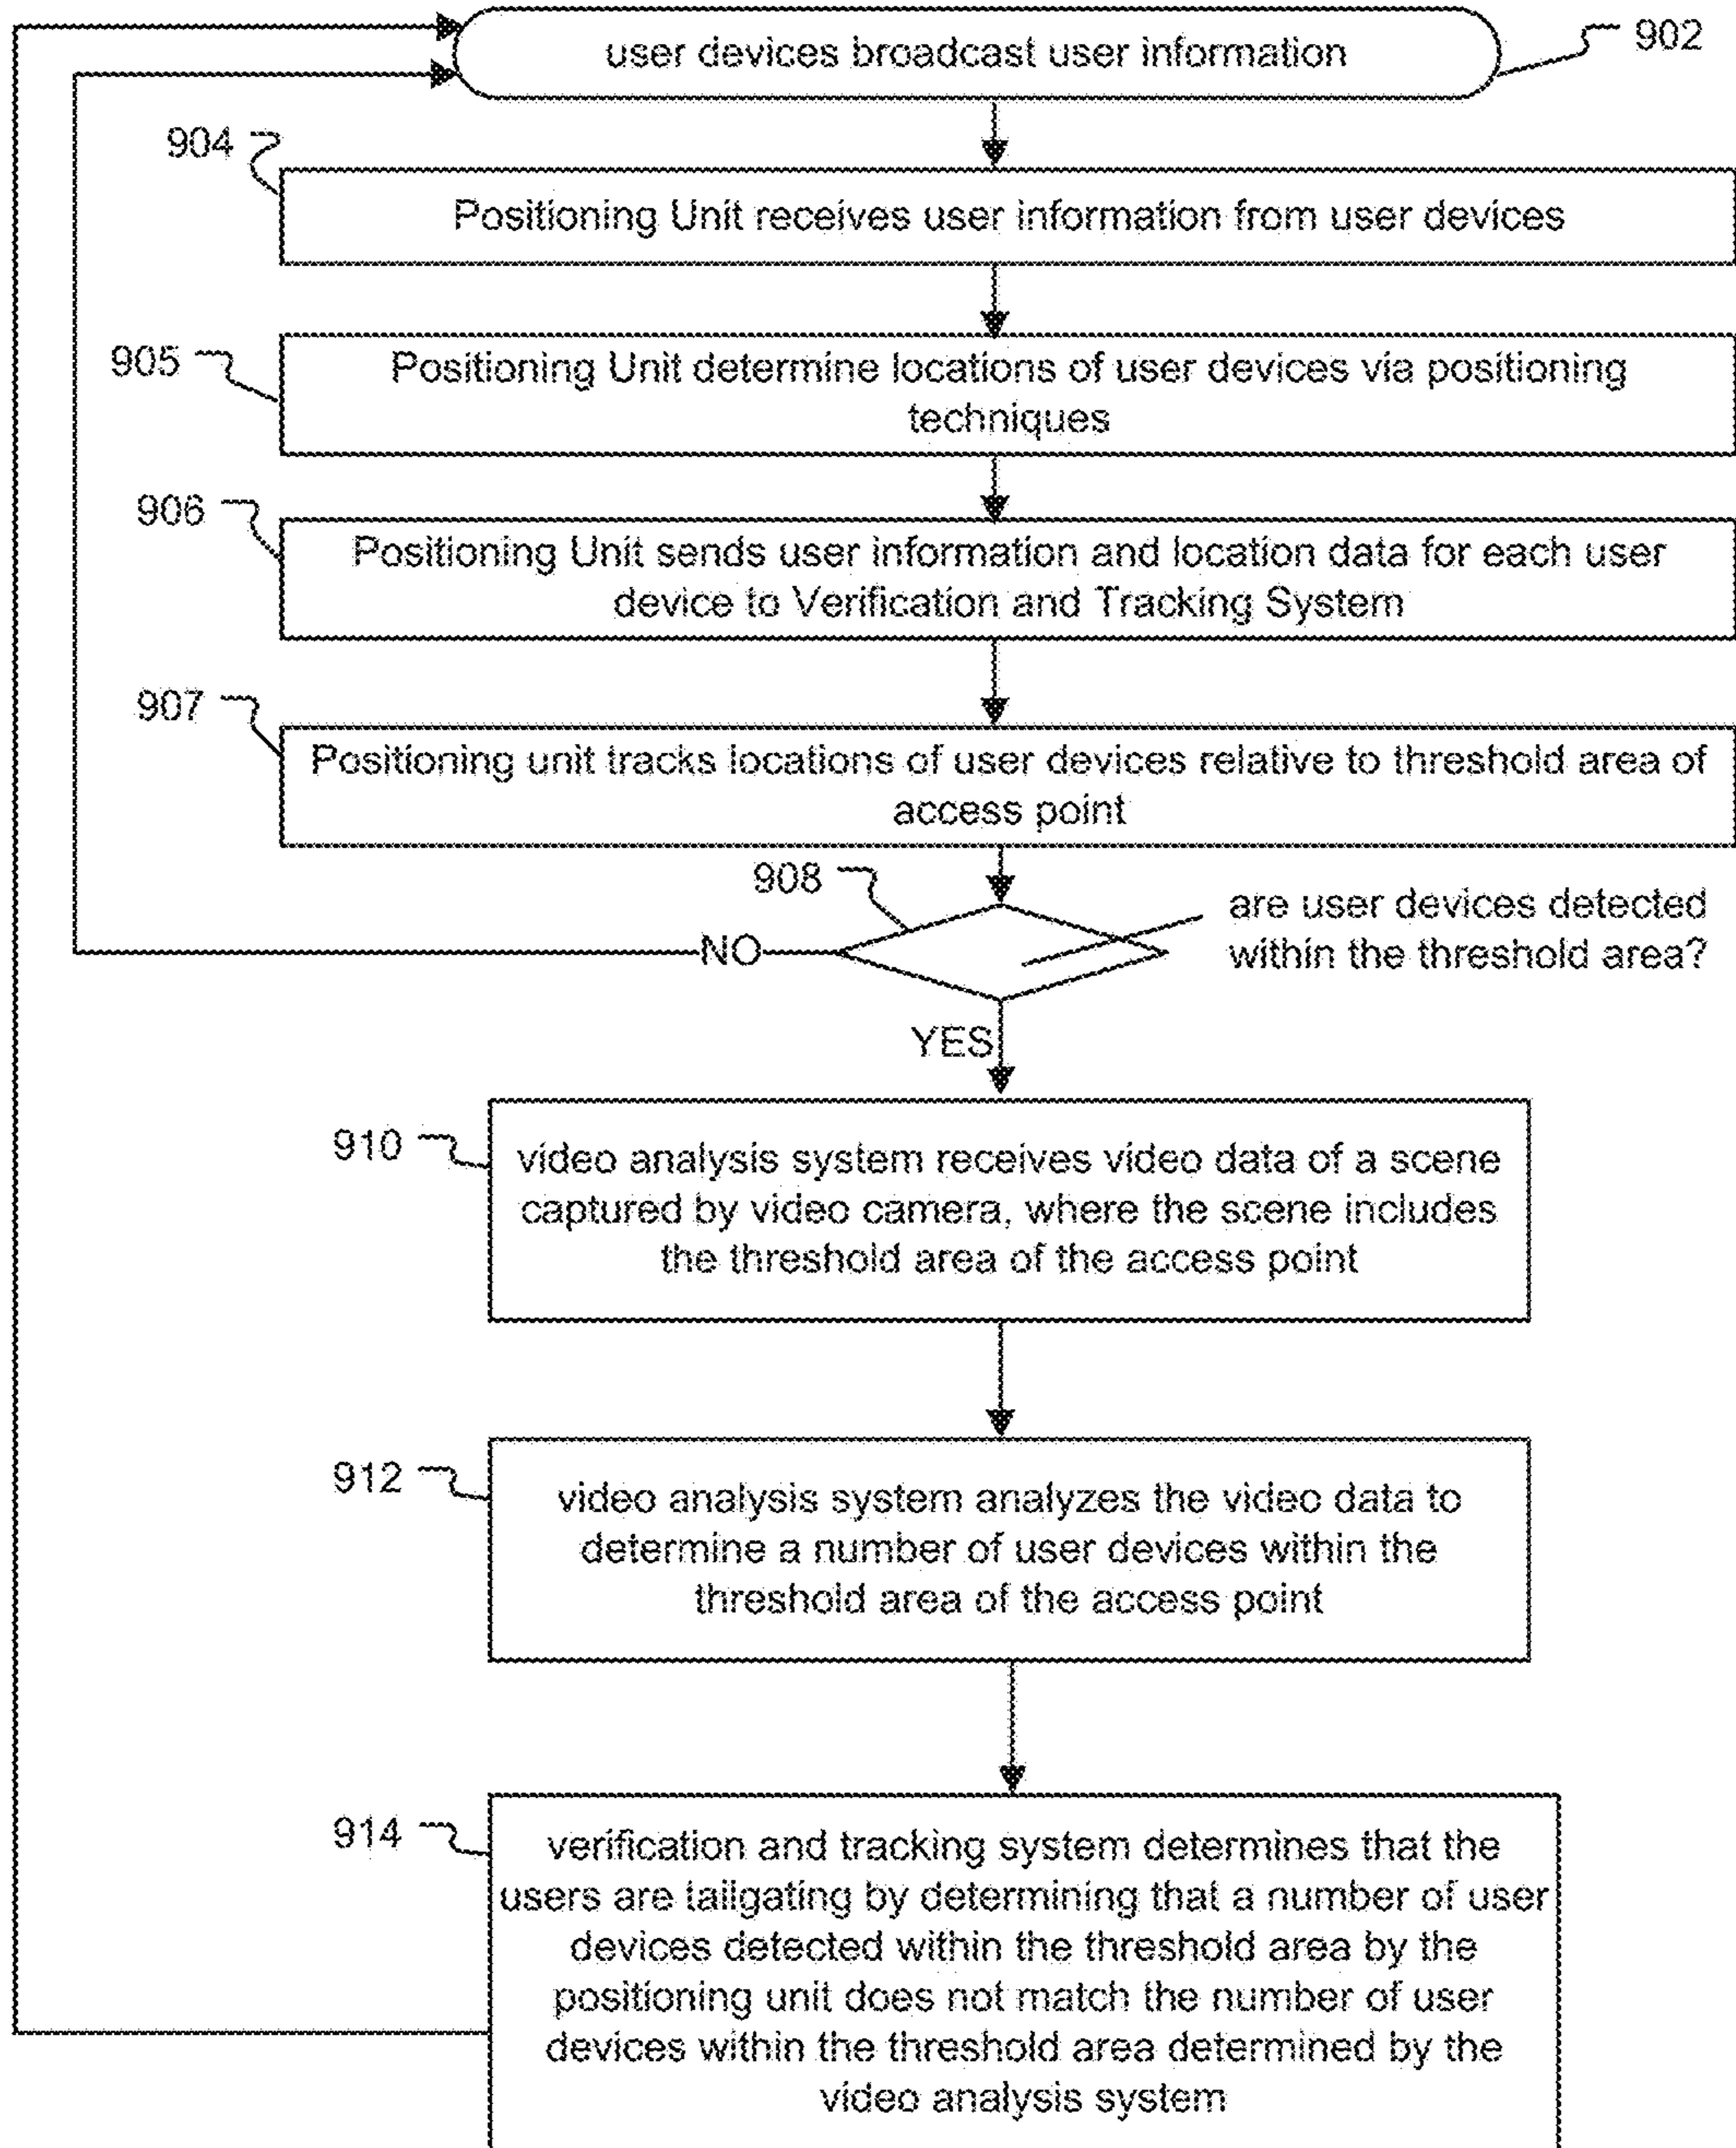 user devices broadcast user information
902
904
Positioning Unit receives user information from user devices
905
Positioning Unit determine locations of user devices via positioning
techniques
906
Positioning Unit sends user information and location data for each user
device to Verification and Tracking System
907
Positioning unit tracks locations of user devices relative to threshold area of
access point
908
are user devices detected
within the threshold area?
NO
YES
910
video analysis system receives video data of a scene
captured by video camera, where the scene includes
the threshold area of the access point
912
video analysis system analyzes the video data to
determine a number of user devices within the
threshold area of the access point
914
verification and tracking system determines that the
users are tailgating by determining that a number of user
devices detected within the threshold area by the
positioning unit does not match the number of user
devices within the threshold area determined by the
video analysis system